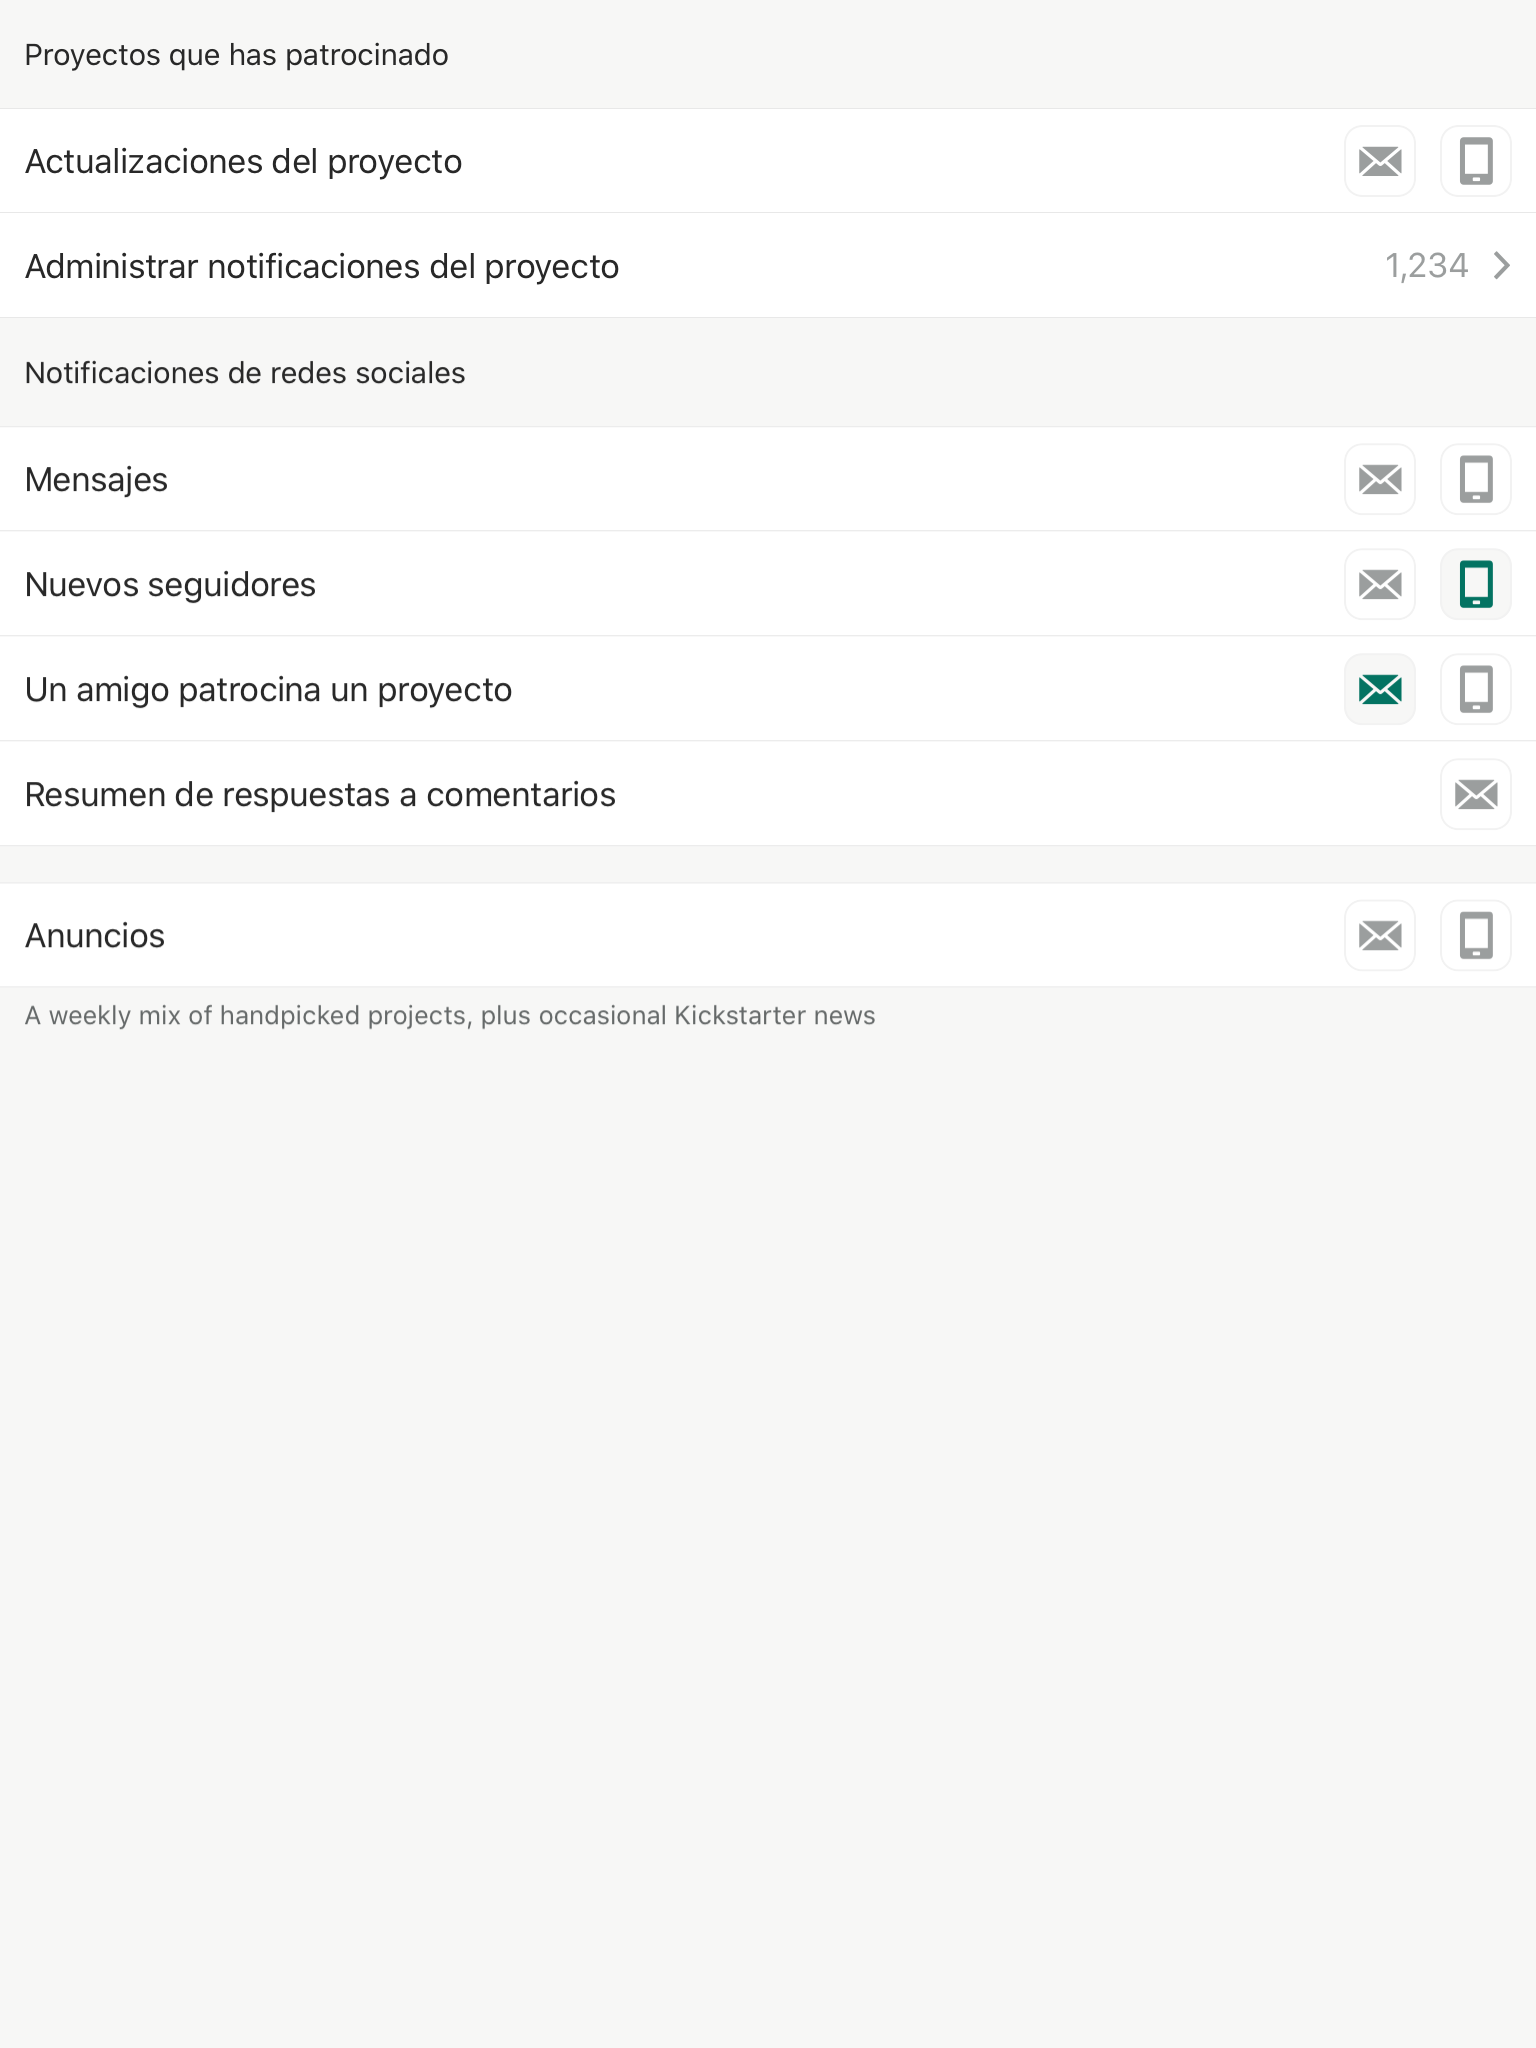 Proyectos que has patrocinado
Actualizaciones del proyecto
Administrar notificaciones del proyecto 1,234
Notificaciones de redes sociales
Mensajes
Nuevos seguidores
Un amigo patrocina un proyecto
Resumen de respuestas a comentarios
Anuncios
A weekly mix of handpicked projects, plus occasional Kickstarter news